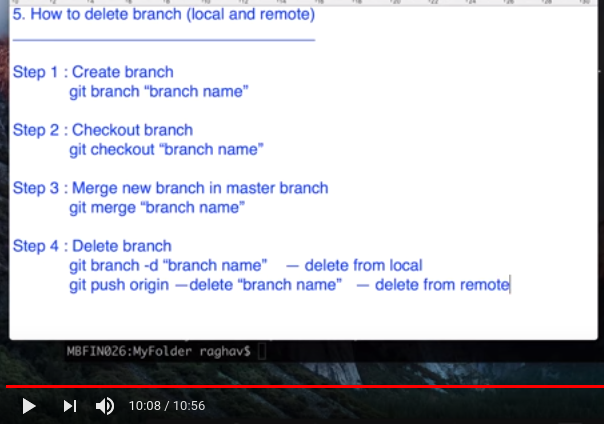 5. How to delete branch (local and remote)
Step 1 : Create branch
git branch “branch name”
Step 2 : Checkout branch
git checkout “branch name”
Step 3 : Merge new branch in master branch
git merge “branch name”
Step 4 : Delete branch
git branch -d “branch name” — delete from local
git push origin —delete “branch name” — delete from remote
MBFIN026:MyFolder raghav$
10:08 / 10:56